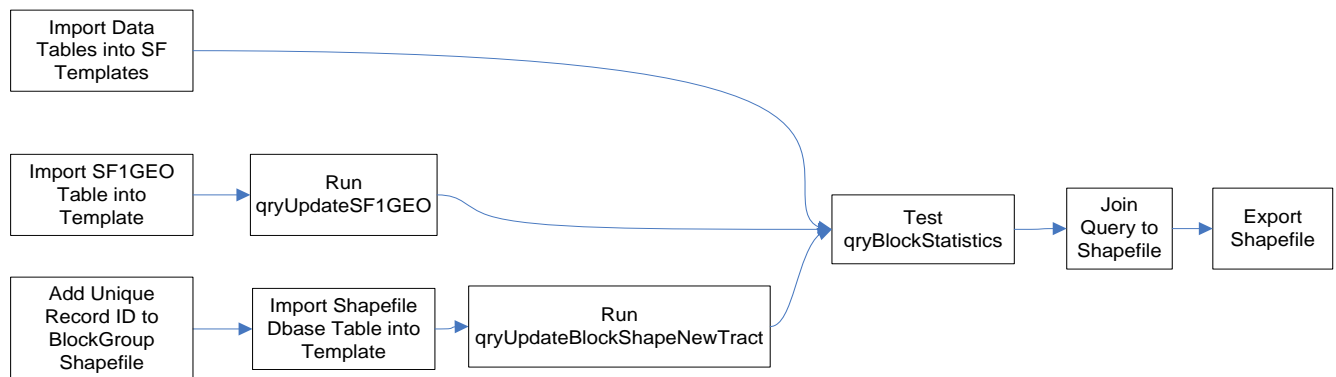 Import Data
Tables into SF
Templates
Import SF1GEO
Table into
Template
Run
qryUpdateSF1GEO
Add Unique
Record ID to
BlockGroup
Shapefile
Import Shapefile
Dbase Table into
Template
Run
qryUpdateBlockShapeNewTract
Test
qryBlockStatistics
Join
Query to
Shapefile
Export
Shapefile